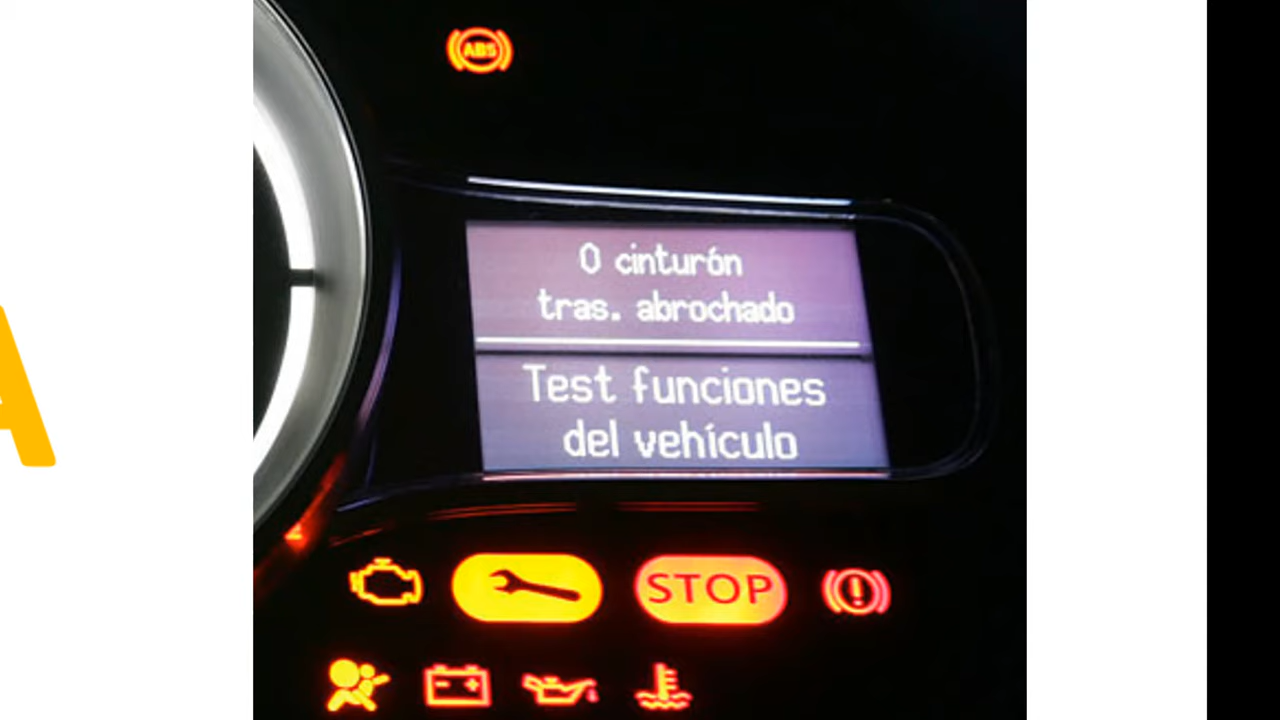 ABS
0 cinturón
tras. abrochado
Test funciones
del vehículo
STOP
A